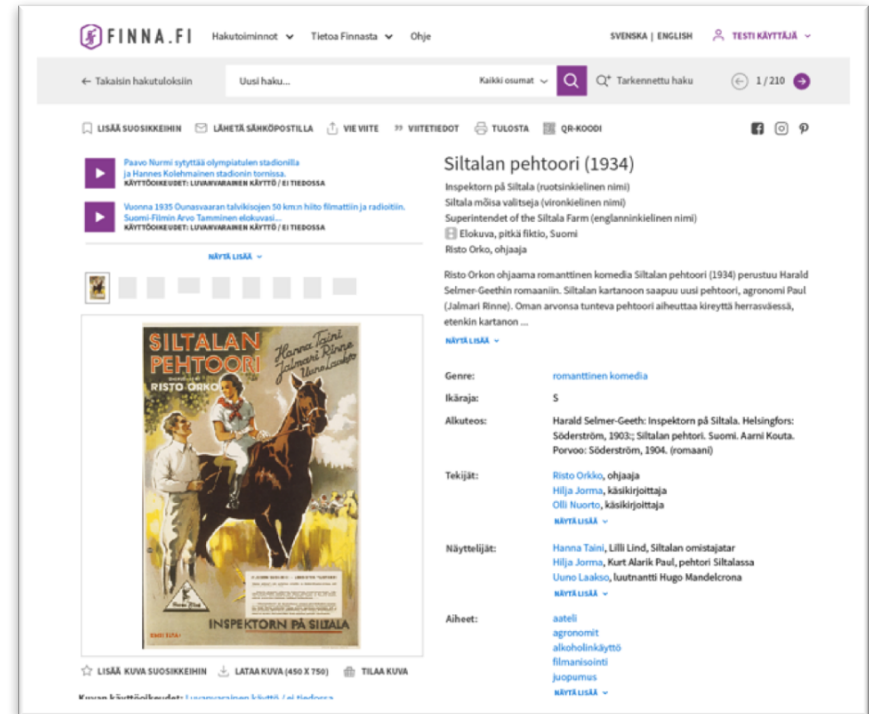 FINNA.FI
Hakutoiminnot
Tietoa Finnasta
Ohje
SVENSKA | ENGLISH
TESTI KÄYTTÄJÄ
← Takaisin hakutuloksiin
Uusi haku...
Kaikki osumat
Tarkennettu haku
1 / 210
LISÄÄ SUOSIKKEIHIN
LÄHETÄ SÄHKÖPOSTILLA
VIE VIITE
VIITETIEDOT
TULOSTA
QR-KOODI
Paavo Nurmi sytyttää olympiatulen stadionilla
ja Hannes Kolehmainen stadionin tornissa.
KÄYTTÖOIKEUDET: LUVANVARAINEN KÄYTTÖ / EI TIEDOSSA
Vuonna 1935 Ounasvaaran talvikisojen 50 km:n hiito filmattiin ja radioitiin.
Suomi-Filmin Arvo Tamminen elokuvasi...
KÄYTTÖOIKEUDET: LUVANVARAINEN KÄYTTÖ / EI TIEDOSSA
NÄYTÄ LISÄÄ
SILTALAN
PEHTOORI
RISTO ORKO
Hanna Taini
Jalmari Rinne
Uuno Laakso
INSPEKTORN PÅ SILTALA
LISÄÄ KUVA SUOSIKKEIHIN
LATAA KUVA (450 X 750)
TILAA KUVA
Kuvan käyttöoikeudet: Luvanvarainen käyttö / ei tiedossa
Siltalan pehtoori (1934)
Inspektorn på Siltala (ruotsinkielinen nimi)
Siltala mõisa valitseja (vironkielinen nimi)
Superintendet of the Siltala Farm (englanninkielinen nimi)
Elokuva, pitkä fiktio, Suomi
Risto Orko, ohjaaja
Risto Orkon ohjaama romanttinen komedia Siltalan pehtoori (1934) perustuu Harald
Selmer-Geethin romaaniin. Siltalan kartanoon saapuu uusi pehtoori, agronomi Paul
(Jalmari Rinne). Oman arvonsa tunteva pehtoori aiheuttaa kireyttä herrasväessä,
etenkin kartanon ...
NÄYTÄ LISÄÄ
Genre: romanttinen komedia
Ikäraja: S
Alkuteos: Harald Selmer-Geeth: Inspektorn på Siltala. Helsingfors:
Söderström, 1903:; Siltalan pehtori. Suomi. Aarni Kouta.
Porvoo: Söderström, 1904. (romaani)
Tekijät: Risto Orkko, ohjaaja
Hilja Jorma, käsikirjoittaja
Olli Nuorto, käsikirjoittaja
NÄYTÄ LISÄÄ
Näyttelijät: Hanna Taini, Lilli Lind, Siltalan omistajatar
Hilja Jorma, Kurt Alarik Paul, pehtori Siltalassa
Uuno Laakso, luutnantti Hugo Mandelcrona
NÄYTÄ LISÄÄ
Aiheet: aateli
agronomit
alkoholinkäyttö
filmanisointi
juopumus
NÄYTÄ LISÄÄ